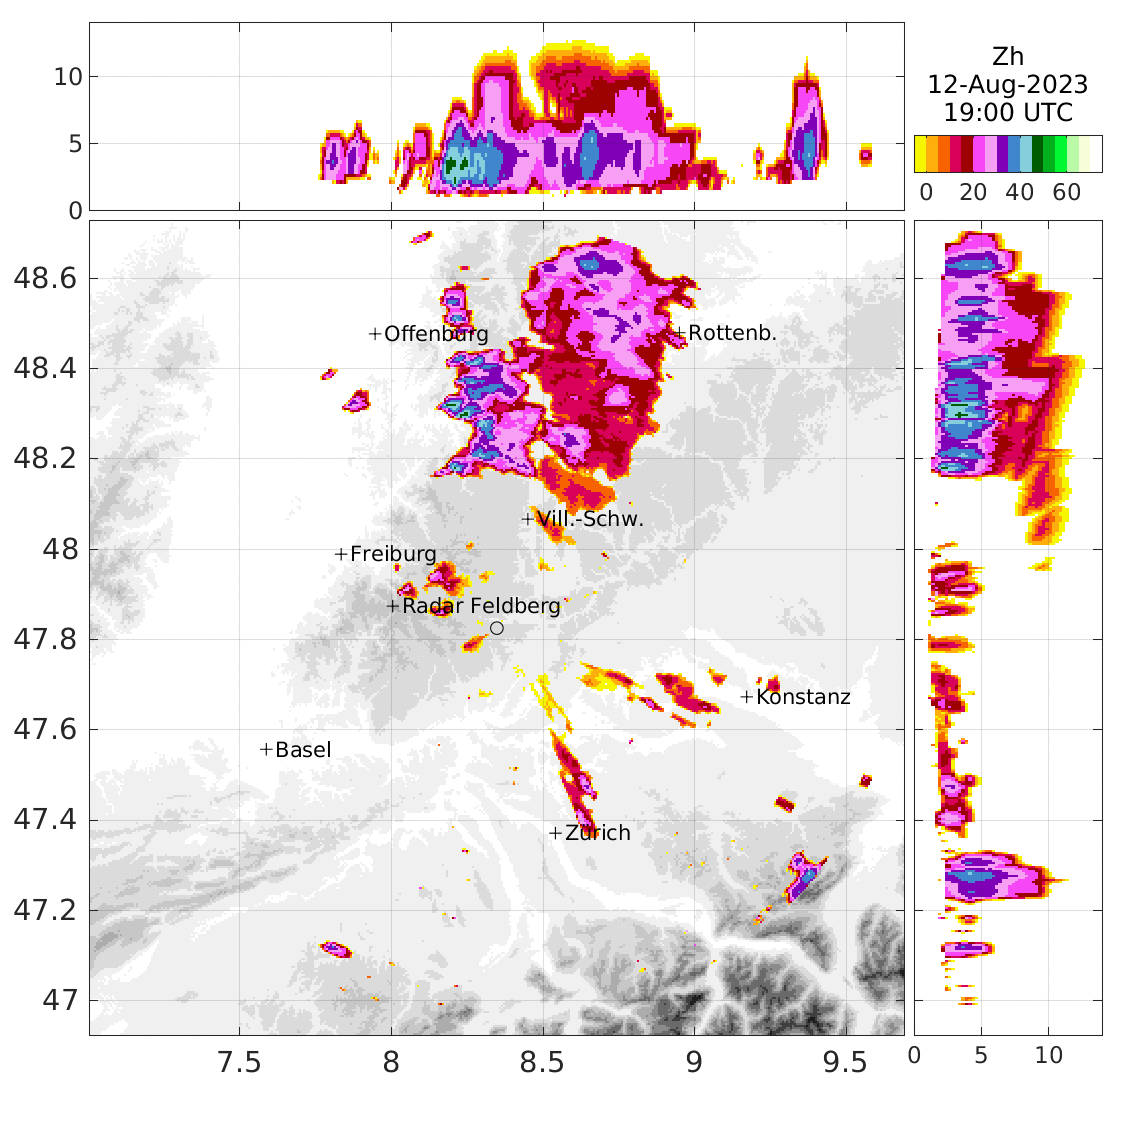 10
5
0
Zh
12-Aug-2023
19:00 UTC
0 20 40 60
48.6
48.4
48.2
48
47.8
47.6
47.4
47.2
47
+Offenburg
+Rottenb.
+Vill.-Schw.
+Freiburg
+Radar Feldberg
+Konstanz
+Basel
+Zurich
7.5 8 8.5 9 9.5
0 5 10